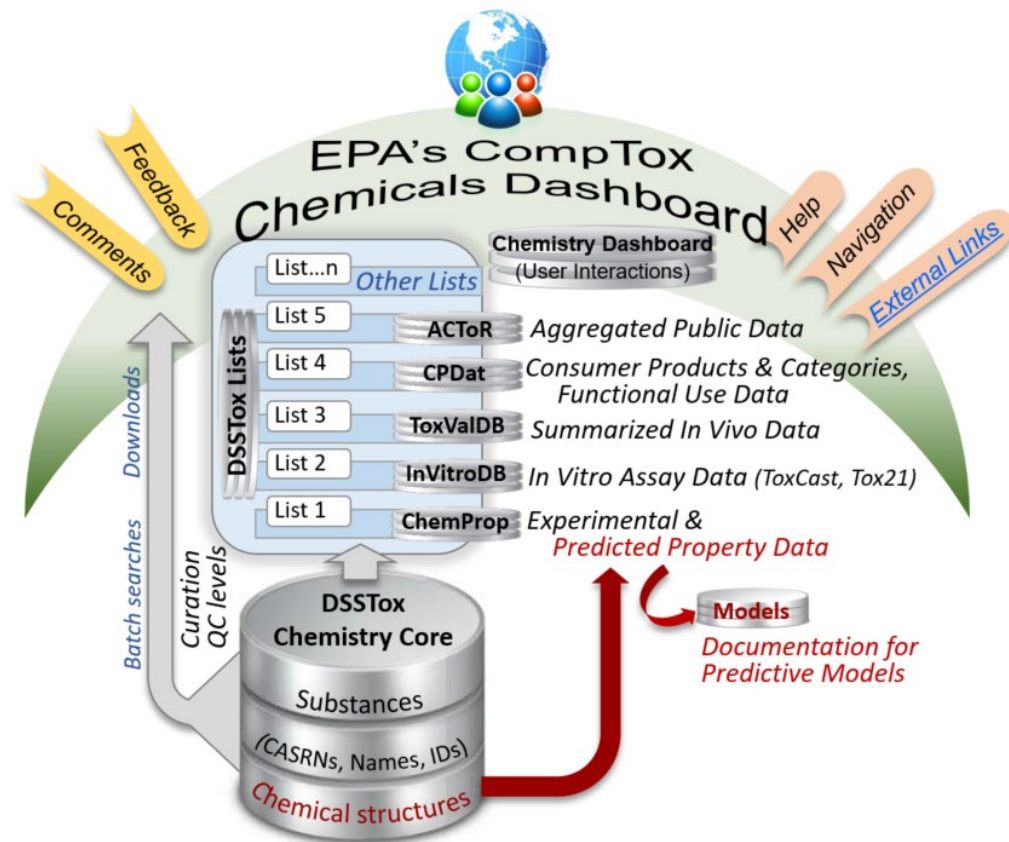 EPA's CompTox
Chemicals Dashboard
Feedback
Comments
Help
Navigation
External Links
Chemistry Dashboard
(User Interactions)
List...n
Other Lists
DSSTox Lists
List 5
ACToR
Aggregated Public Data
List 4
CPDat
Consumer Products & Categories,
Functional Use Data
List 3
ToxValDB
Summarized In Vivo Data
List 2
InVitroDB
In Vitro Assay Data (ToxCast, Tox21)
List 1
ChemProp
Experimental &
Predicted Property Data
Models
Documentation for
Predictive Models
Batch searches
Downloads
Curation
QC levels
DSSTox
Chemistry Core
Substances
(CASRNs, Names, IDs)
Chemical structures